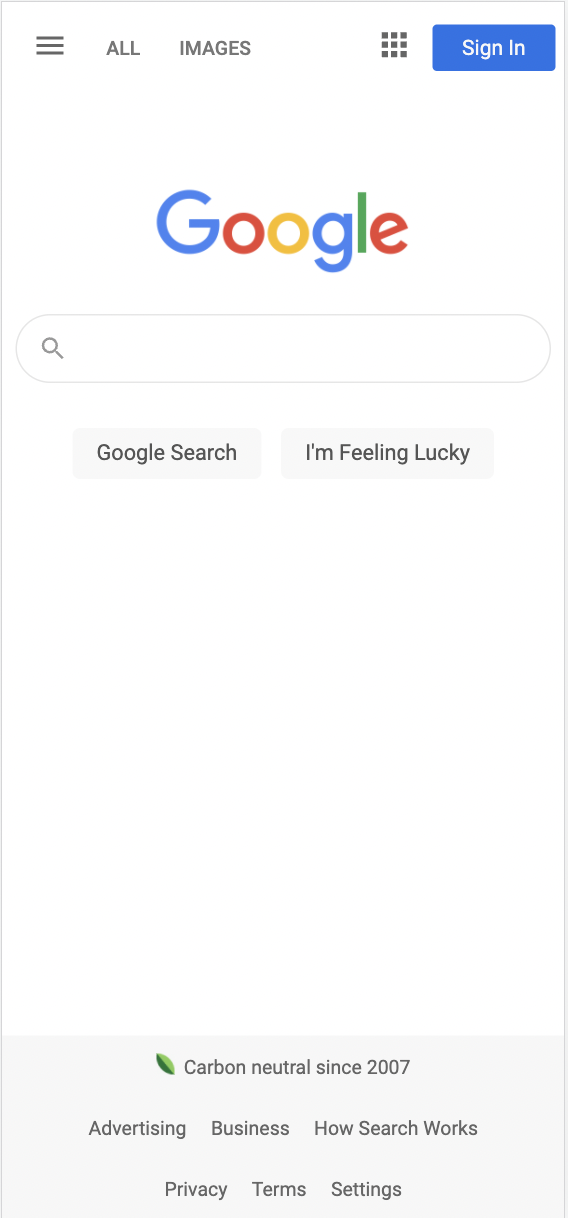 ALL IMAGES Sign In
Google
Google Search I'm Feeling Lucky
Carbon neutral since 2007
Advertising Business How Search Works
Privacy Terms Settings